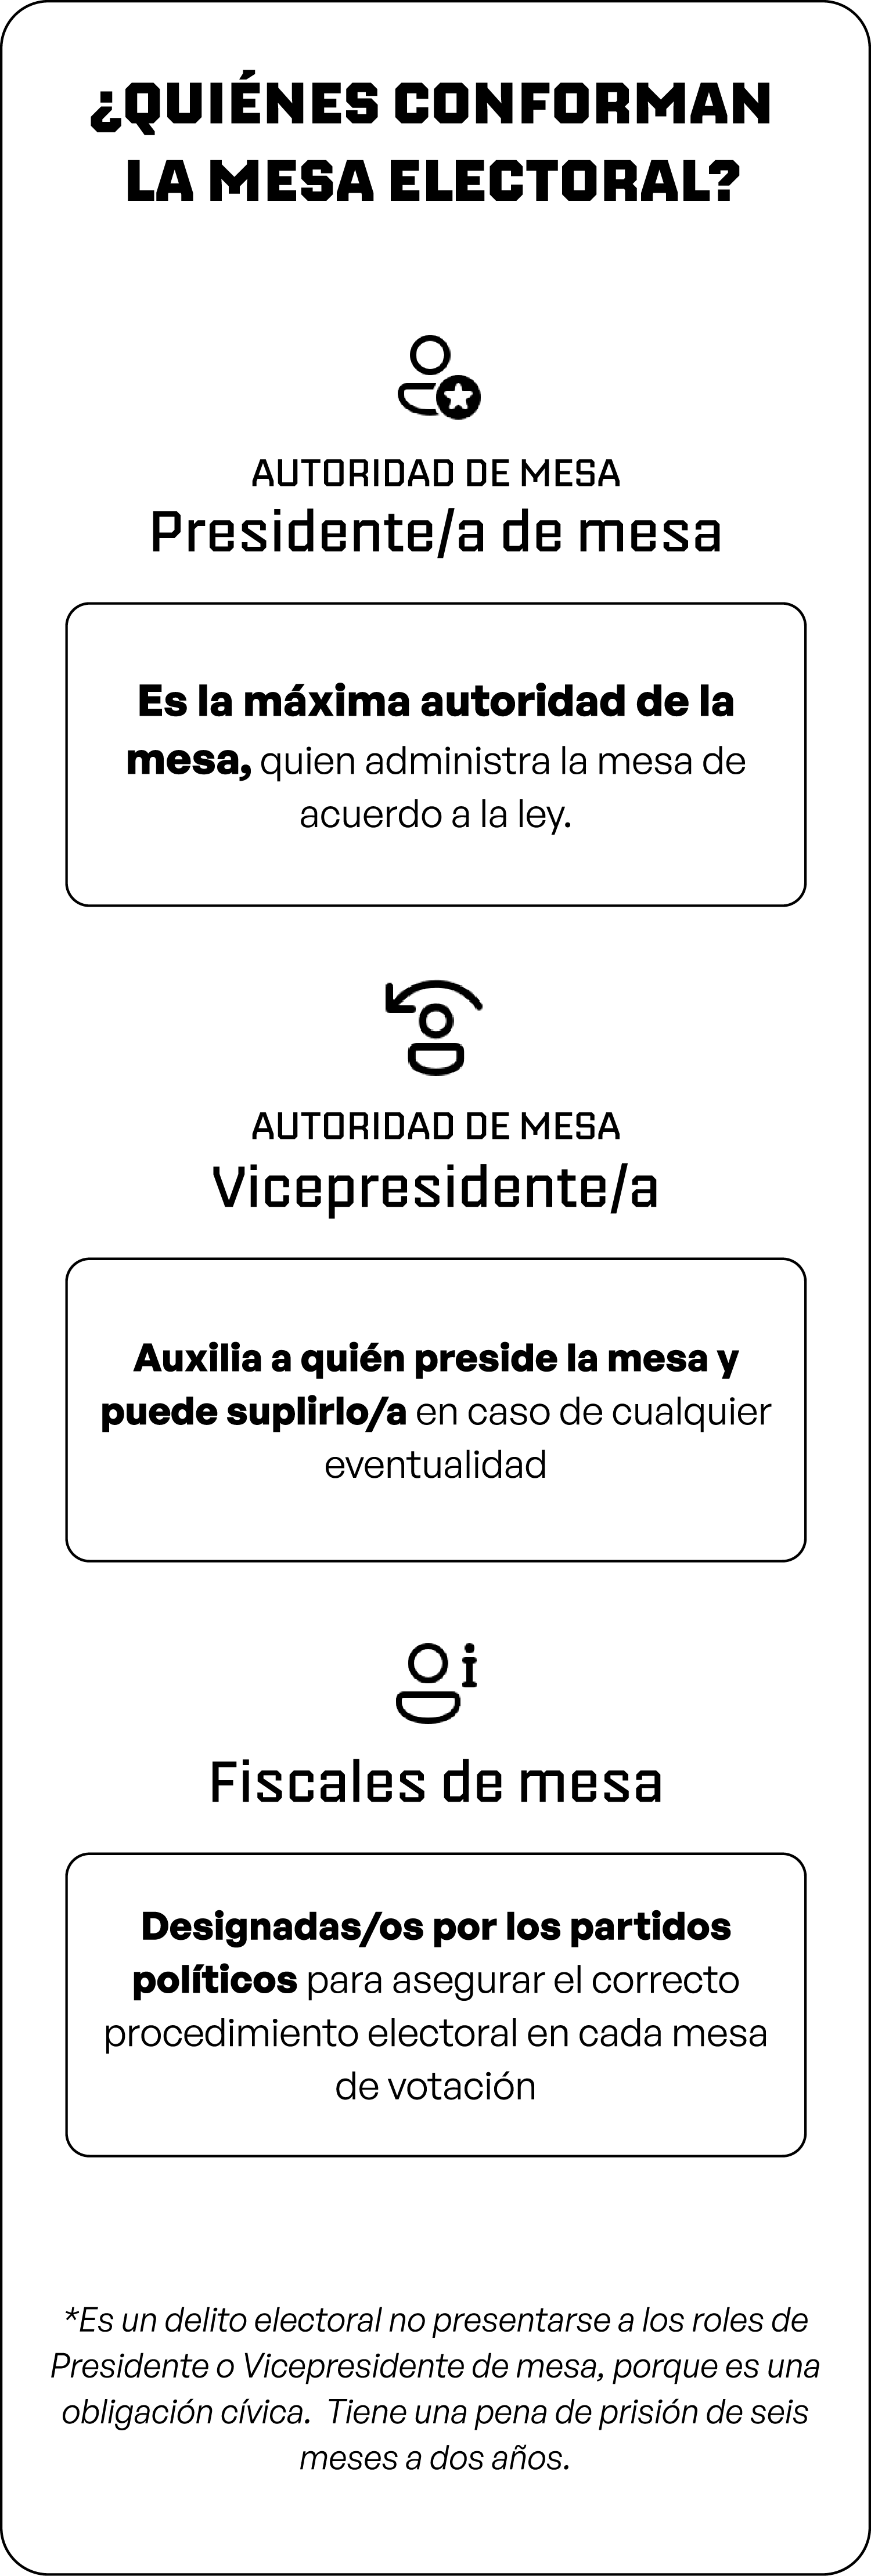 ¿QUIÉNES CONFORMAN
LA MESA ELECTORAL?
AUTORIDAD DE MESA
Presidente/a de mesa
Es la máxima autoridad de la
mesa, quien administra la mesa de
acuerdo a la ley.
AUTORIDAD DE MESA
Vicepresidente/a
Auxilia a quién preside la mesa y
puede suplirlo/a en caso de cualquier
eventualidad
Fiscales de mesa
Designadas/os por los partidos
políticos para asegurar el correcto
procedimiento electoral en cada mesa
de votación
*Es un delito electoral no presentarse a los roles de
Presidente o Vicepresidente de mesa, porque es una
obligación cívica.  Tiene una pena de prisión de seis
meses a dos años.